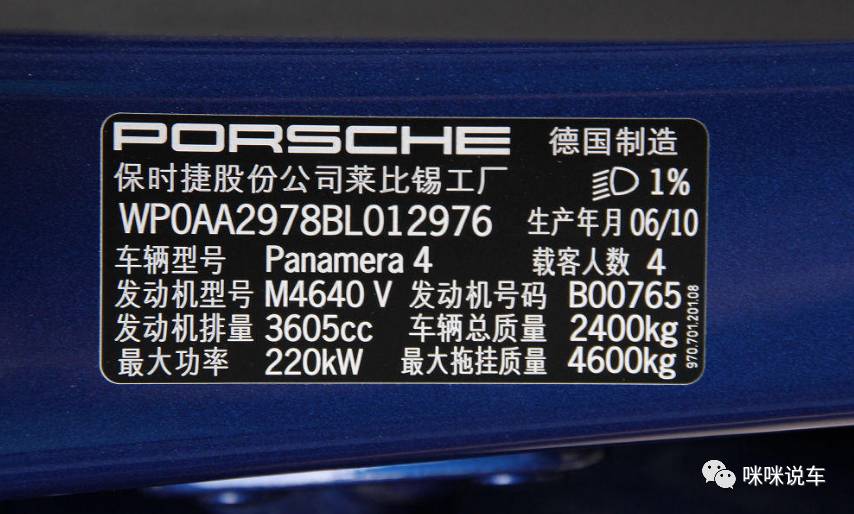 PORSCHE 德国制造
保时捷股份公司莱比锡工厂 1%
WP0AA2978BL012976 生产年月 06/10
车辆型号 Panamera 4 载客人数 4
发动机型号 M4640 V 发动机号码 B00765
发动机排量 3605cc 车辆总质量 2400kg
最大功率 220kW 最大拖挂质量 4600kg
970.701.201.08
咪咪说车